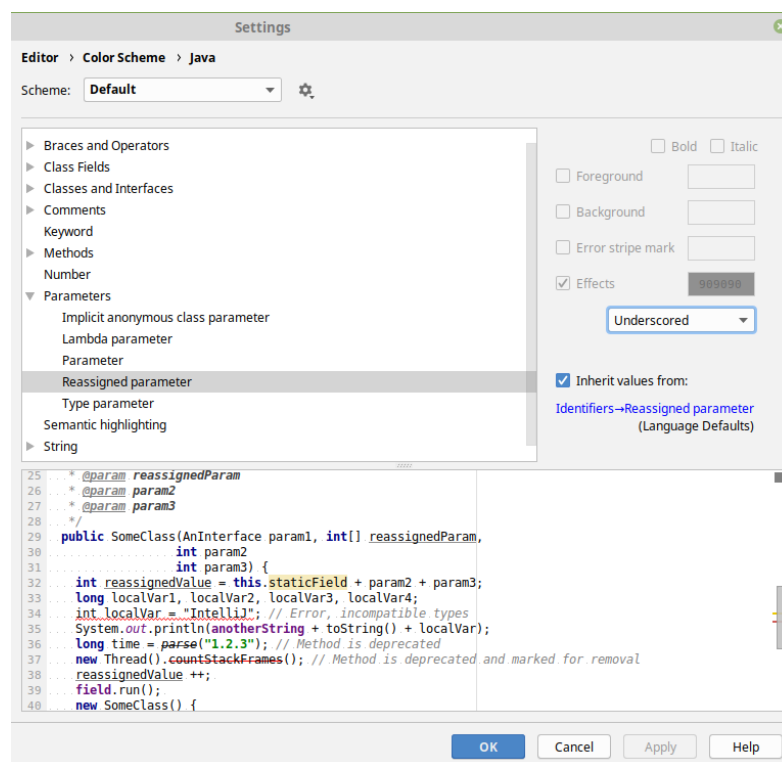 Settings
Editor › Color Scheme › Java
Scheme: Default
Braces and Operators
Class Fields
Classes and Interfaces
Comments
Keyword
Methods
Number
Parameters
Implicit anonymous class parameter
Lambda parameter
Parameter
Reassigned parameter
Type parameter
Semantic highlighting
String
Bold Italic
Foreground
Background
Error stripe mark
Effects 909090
Underscored
Inherit values from:
Identifiers→Reassigned parameter
(Language Defaults)
25 * @param reassignedParam
26 * @param param2
27 * @param param3
28 */
29 public SomeClass(AnInterface param1, int[] reassignedParam,
30 int param2
31 int param3) {
32 int reassignedValue = this.staticField + param2 + param3;
33 long localVar1, localVar2, localVar3, localVar4;
34 int localVar = "IntelliJ"; // Error, incompatible types
35 System.out.println(anotherString + toString() + localVar);
36 long time = parse("1.2.3"); // Method is deprecated
37 new Thread().countStackFrames(); // Method is deprecated and marked for removal
38 reassignedValue ++;
39 field.run();
40 new SomeClass() {
OK Cancel Apply Help